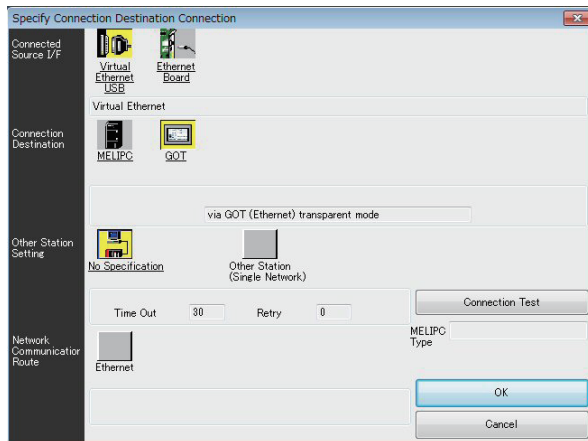 Specify Connection Destination Connection
Connected
Source I/F
Virtual
Ethernet
USB
Ethernet
Board
Virtual Ethernet
Connection
Destination
MELIPC
GOT
via GOT (Ethernet) transparent mode
Other Station
Setting
No Specification
Other Station
(Single Network)
Time Out
30
Retry
0
Connection Test
Network
Communicatior
Route
Ethernet
MELIPC
Type
OK
Cancel